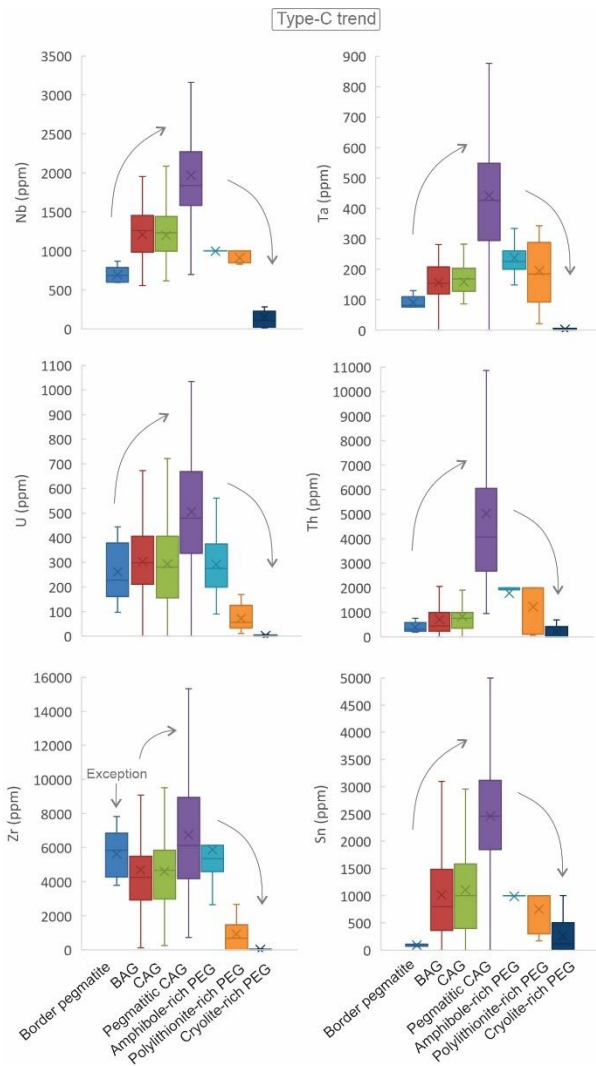 Type-C trend
Nb (ppm)
3500
3000
2500
2000
1500
1000
500
0
Ta (ppm)
900
800
700
600
500
400
300
200
100
0
U (ppm)
1100
1000
900
800
700
600
500
400
300
200
100
0
Th (ppm)
11000
10000
9000
8000
7000
6000
5000
4000
3000
2000
1000
0
Zr (ppm)
16000
14000
12000
10000
8000
6000
4000
2000
0
Exception
Sn (ppm)
5000
4500
4000
3500
3000
2500
2000
1500
1000
500
0
Border pegmatite
BAG
CAG
Pegmatitic CAG
Amphibole-rich PEG
Polylithionite-rich PEG
Cryolite-rich PEG
Border pegmatite
BAG
CAG
Pegmatitic CAG
Amphibole-rich PEG
Polylithionite-rich PEG
Cryolite-rich PEG